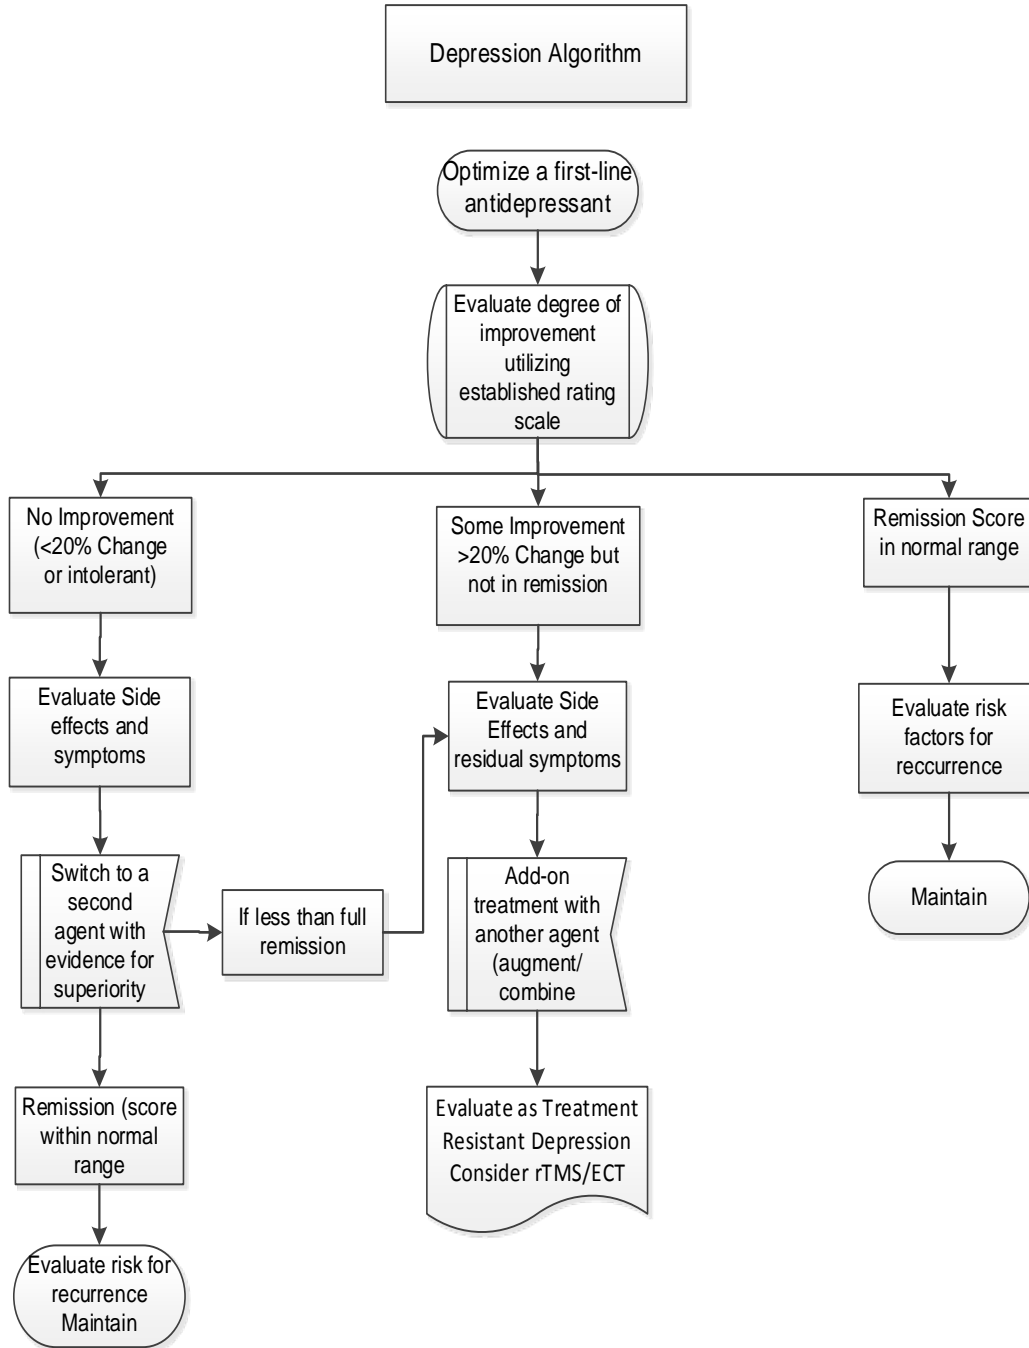 Depression Algorithm
Optimize a first-line
antidepressant
Evaluate degree of
improvement
utilizing
established rating
scale
No Improvement
(<20% Change
or intolerant)
Some Improvement
>20% Change but
not in remission
Remission Score
in normal range
Evaluate Side
effects and
symptoms
Evaluate Side
Effects and
residual symptoms
Evaluate risk
factors for
reccurrence
Switch to a
second
agent with
evidence for
superiority
If less than full
remission
Add-on
treatment with
another agent
(augment/
combine
Maintain
Remission (score
within normal
range
Evaluate as Treatment
Resistant Depression
Consider rTMS/ECT
Evaluate risk for
recurrence
Maintain